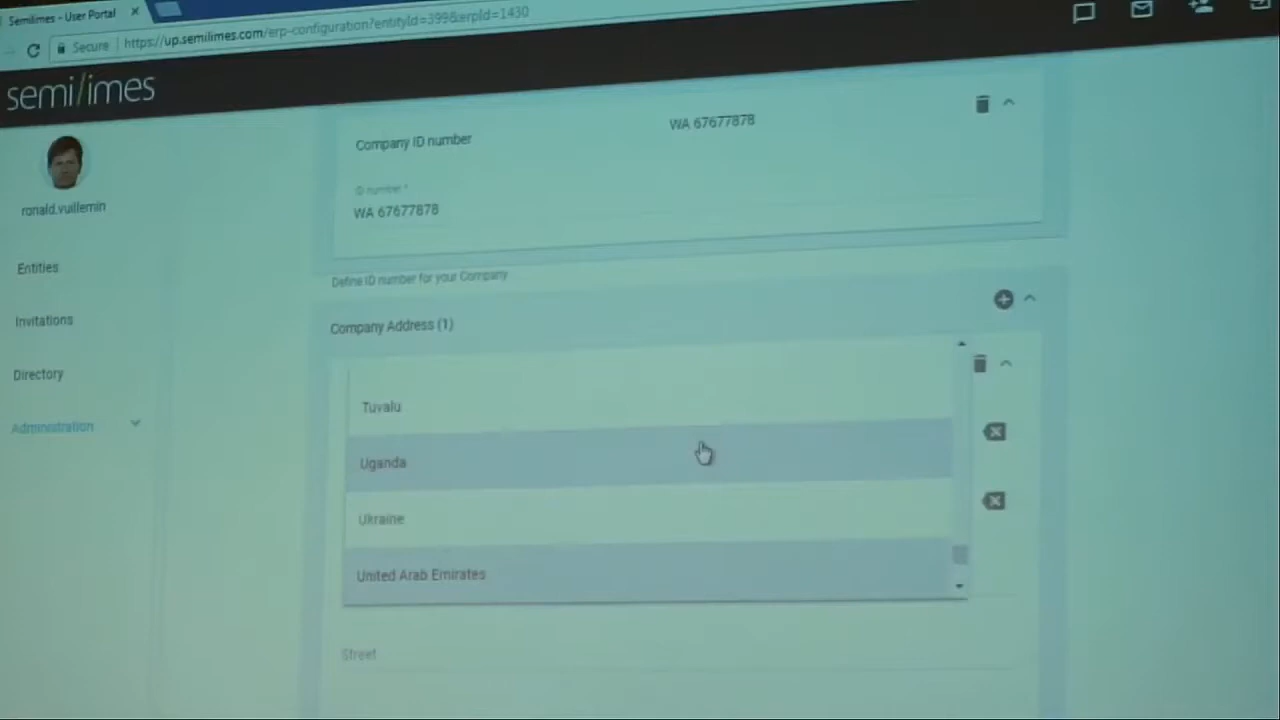 Semilimes - User Portal
Secure
https://up.semilimes.com/erp-configuration?entityId=399&erpId=1430
semi/imes
ronald.vuillemin
Entities
Invitations
Directory
Administration
Company ID number
WA 67677878
ID number *
WA 67677878
Define ID number for your Company
Company Address (1)
Tuvalu
Uganda
Ukraine
United Arab Emirates
Street